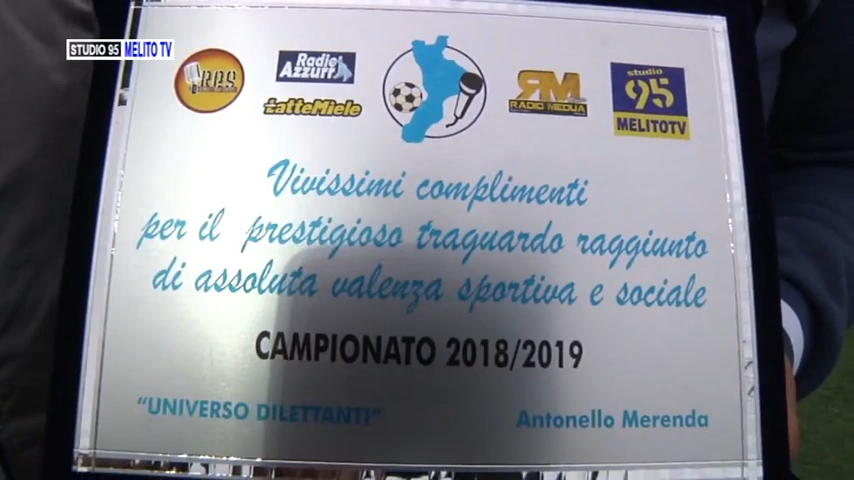 STUDIO 95 MELITO TV
Radio Azzurra
LatteMiele
RM
RADIO MEDUA
studio
95
MELITOTV
Vivissimi complimenti
per il prestigioso traguardo raggiunto
di assoluta valenza sportiva e sociale
CAMPIONATO 2018/2019
"UNIVERSO DILETTANTI"
Antonello Merenda